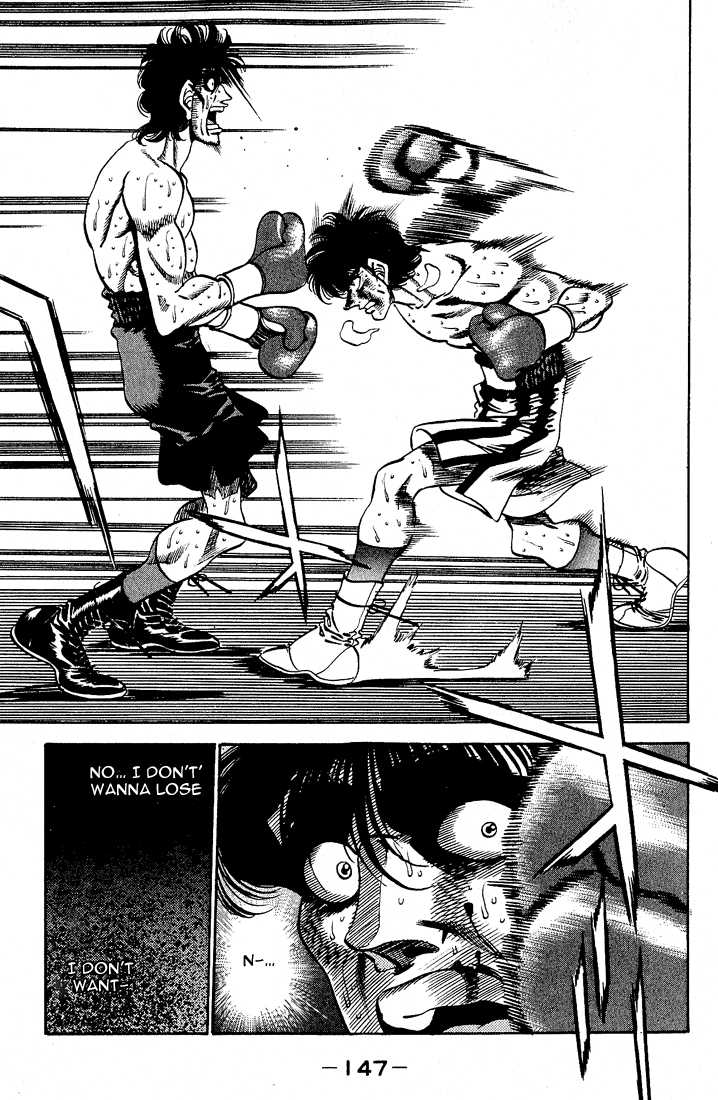 NO... I DON'T'
WANNA LOSE
I DON'T
WANT-
N-...
-147-